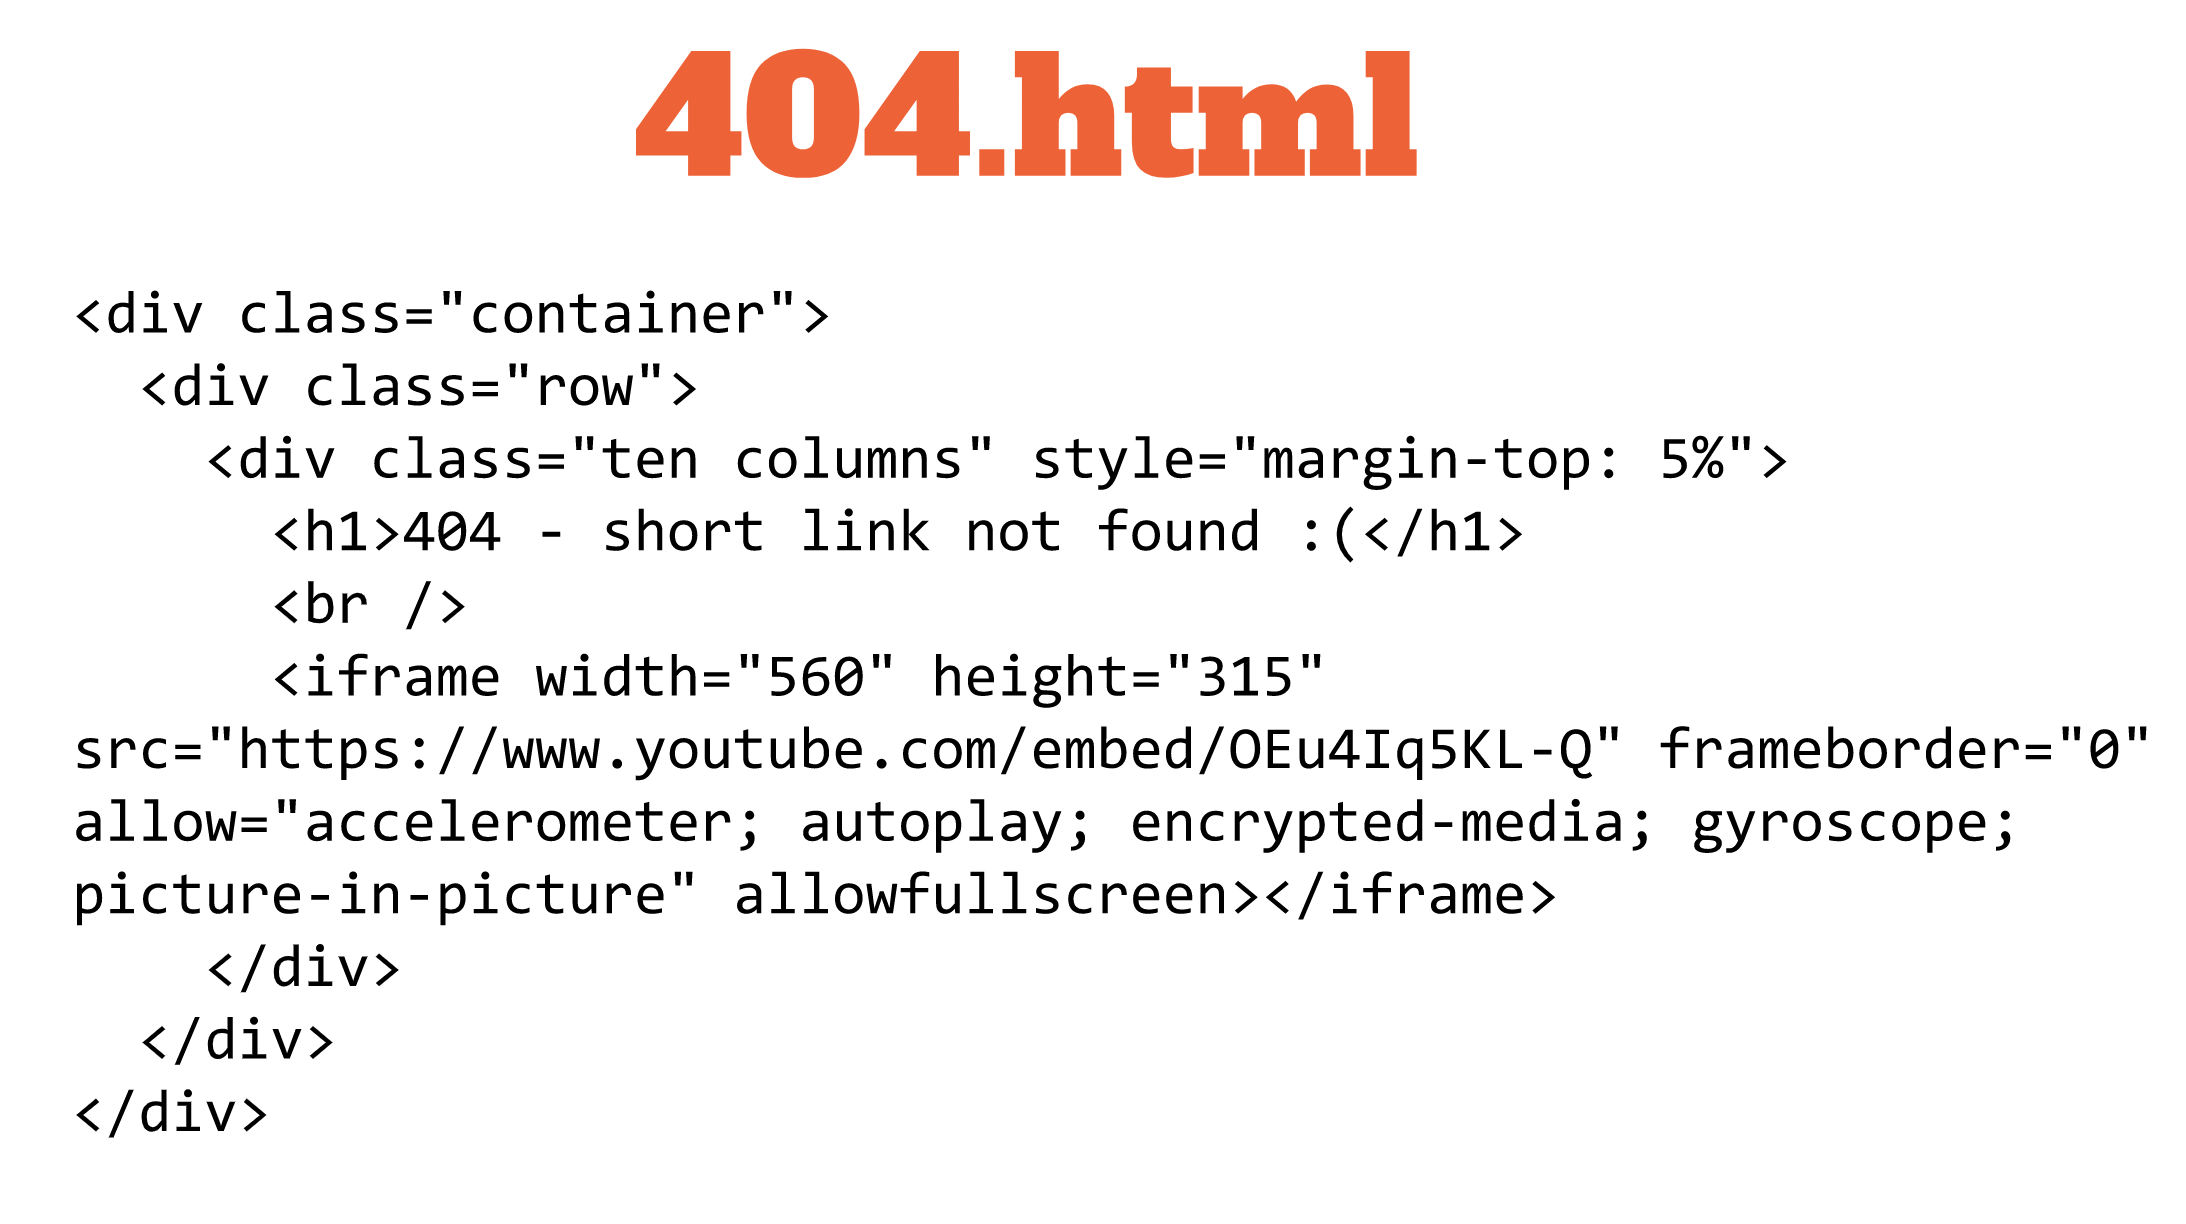 404.html
<div class="container">
  <div class="row">
    <div class="ten columns" style="margin-top: 5%">
      <h1>404 - short link not found :(</h1>
      <br />
      <iframe width="560" height="315"
src="https://www.youtube.com/embed/OEu4Iq5KL-Q" frameborder="0"
allow="accelerometer; autoplay; encrypted-media; gyroscope;
picture-in-picture" allowfullscreen></iframe>
    </div>
  </div>
</div>